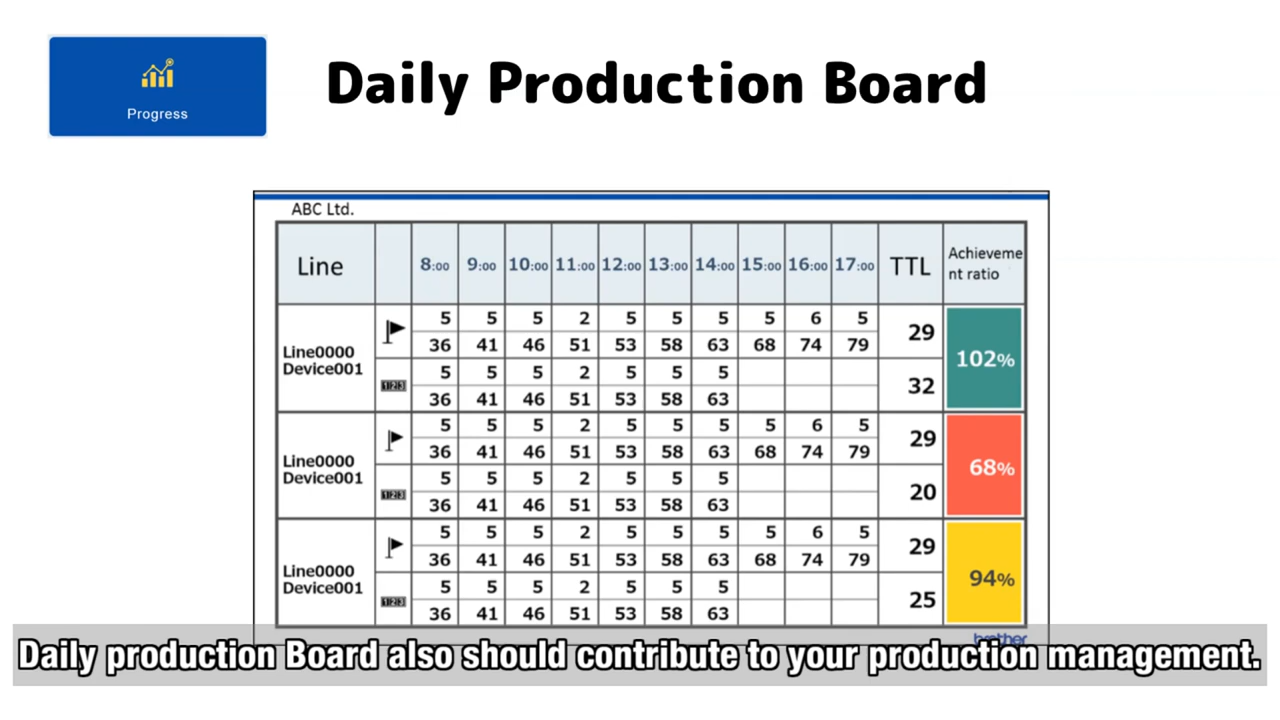 Progress
Daily Production Board
ABC Ltd.
Line 8:00 9:00 10:00 11:00 12:00 13:00 14:00 15:00 16:00 17:00 TTL Achieveme
nt ratio
Line0000
Device001
5 5 5 2 5 5 5 5 6 5 29
36 41 46 51 53 58 63 68 74 79
123 5 5 5 2 5 5 5 32
36 41 46 51 53 58 63
102%
Line0000
Device001
5 5 5 2 5 5 5 5 6 5 29
36 41 46 51 53 58 63 68 74 79
123 5 5 5 2 5 5 5 20
36 41 46 51 53 58 63
68%
Line0000
Device001
5 5 5 2 5 5 5 5 6 5 29
36 41 46 51 53 58 63 68 74 79
123 5 5 5 2 5 5 5 25
36 41 46 51 53 58 63
94%
brother
Daily production Board also should contribute to your production management.